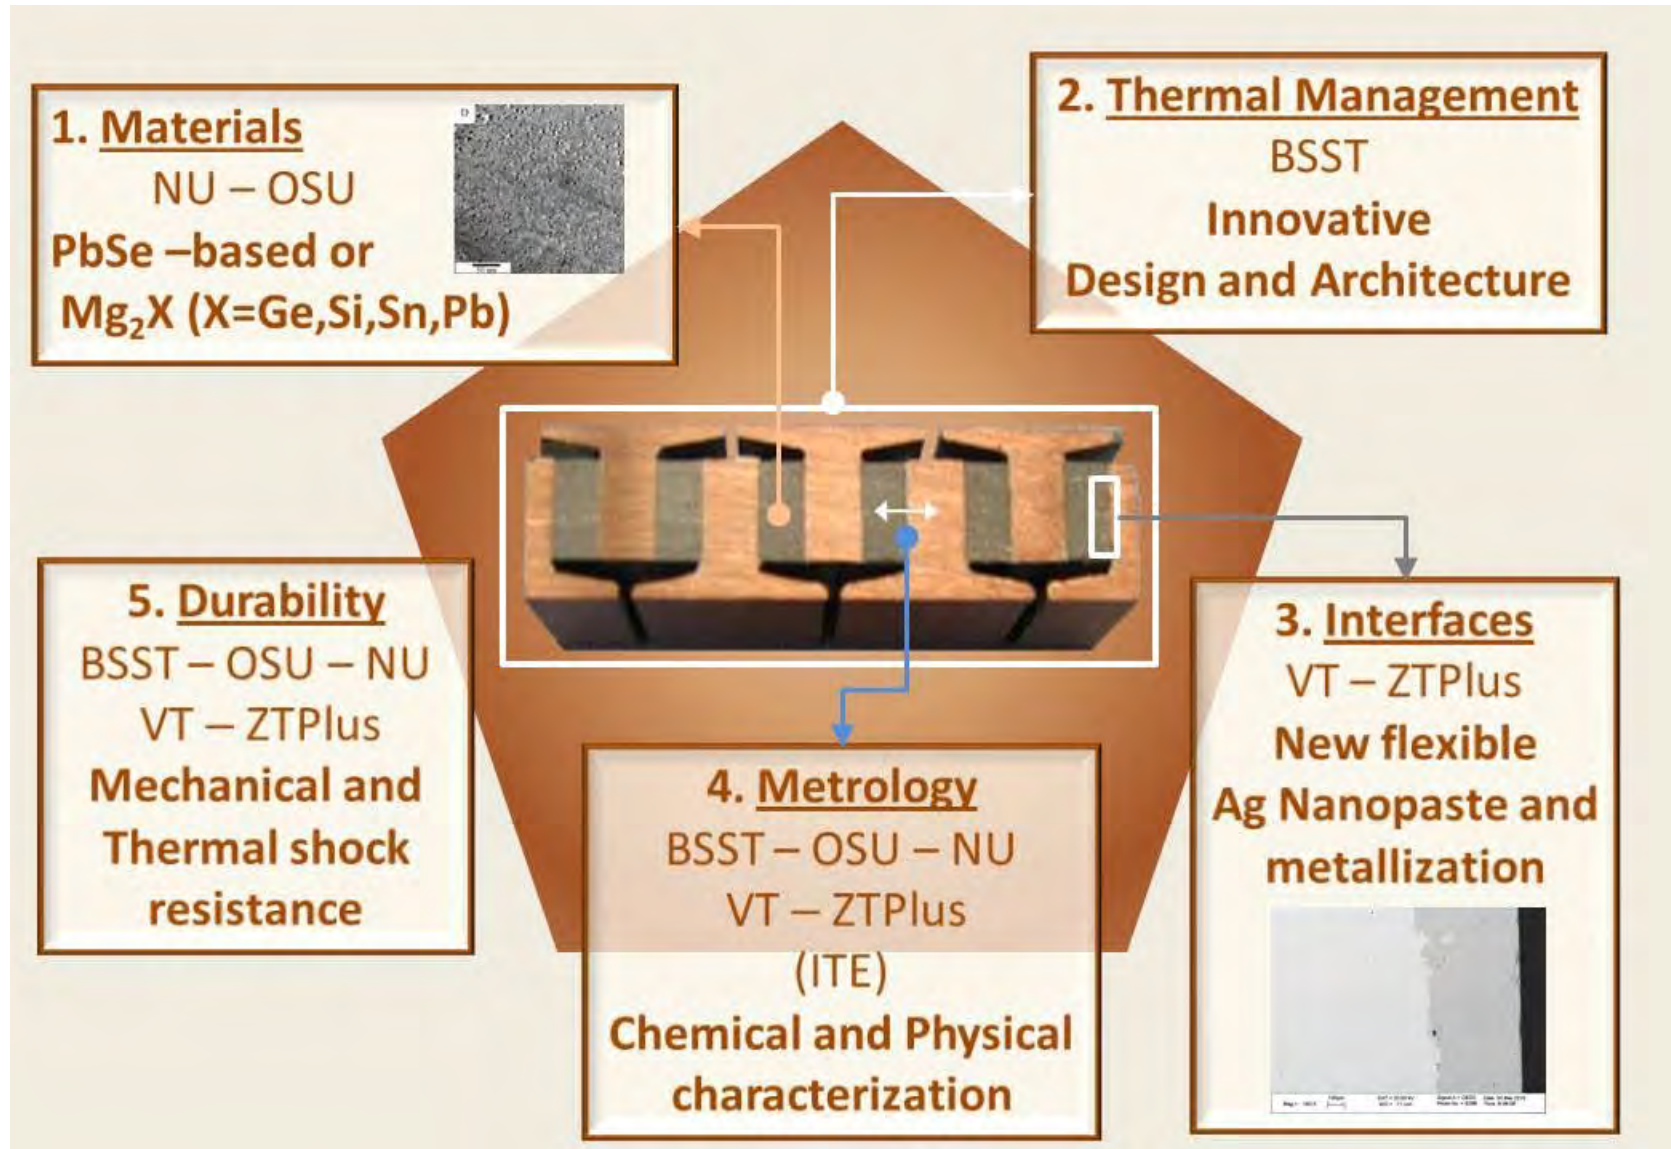 1. Materials
NU – OSU
PbSe –based or
Mg₂X (X=Ge,Si,Sn,Pb)
D
2. Thermal Management
BSST
Innovative
Design and Architecture
3. Interfaces
VT – ZTPlus
New flexible
Ag Nanopaste and
metallization
4. Metrology
BSST – OSU – NU
VT – ZTPlus
(ITE)
Chemical and Physical
characterization
5. Durability
BSST – OSU – NU
VT – ZTPlus
Mechanical and
Thermal shock
resistance